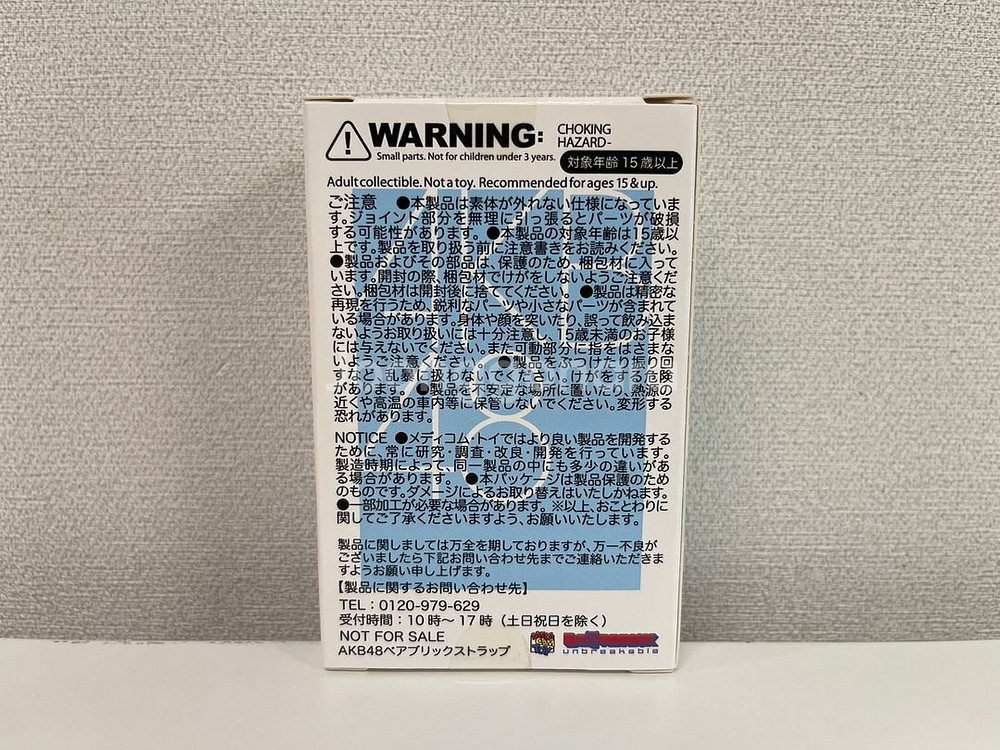 WARNING:
CHOKING
HAZARD-
Small parts. Not for children under 3 years.
対象年齢 15 歳以上
Adult collectible. Not a toy. Recommended for ages 15 & up.
ご注意 ●本製品は素体が外れない仕様になっていま
す。ジョイント部分を無理に引っ張るとパーツが破損
する可能性があります。●本製品の対象年齢は15歳以
上です。製品を取り扱う前に注意書きをお読みください。
●製品およびその部品は、保護のため、梱包材に入って
います。開封の際、梱包材でけがをしないようご注意くだ
さい。梱包材は開封後に捨ててください。 ●製品は精密な
再現を行うため、鋭利なパーツや小さなパーツが含まれて
いる場合があります。身体や顔を突いたり、誤って飲み込ま
ないようお取り扱いには十分注意し、15歳未満のお子様
には与えないでください。また可動部分に指をはさまな
いようご注意ください。 ●製品をぶつけたり振り回
すなど、乱暴に扱わないでください。けがをする危険
があります。 ●製品を不安定な場所に置いたり、熱源の
近くや高温の車内等に保管しないでください。変形する
恐れがあります。
NOTICE ●メディコム・トイではより良い製品を開発する
ために、常に研究・調査・改良・開発を行っています。
製造時期によって、同一製品の中にも多少の違いがあ
る場合があります。 ●本パッケージは製品保護のため
のものです。ダメージによるお取り替えはいたしかねます。
●一部加工が必要な場合があります。※以上、おことわりに
関してご了承くださいますよう、お願いいたします。
製品に関しましては万全を期しておりますが、万一不良が
ございましたら下記お問い合わせ先までご連絡いただきま
すようお願い申し上げます。
【製品に関するお問い合わせ先】
TEL：0120-979-629
受付時間：10時～17時（土日祝日を除く）
NOT FOR SALE
AKB48ベアブリックストラップ
unbreakable
AKB
48